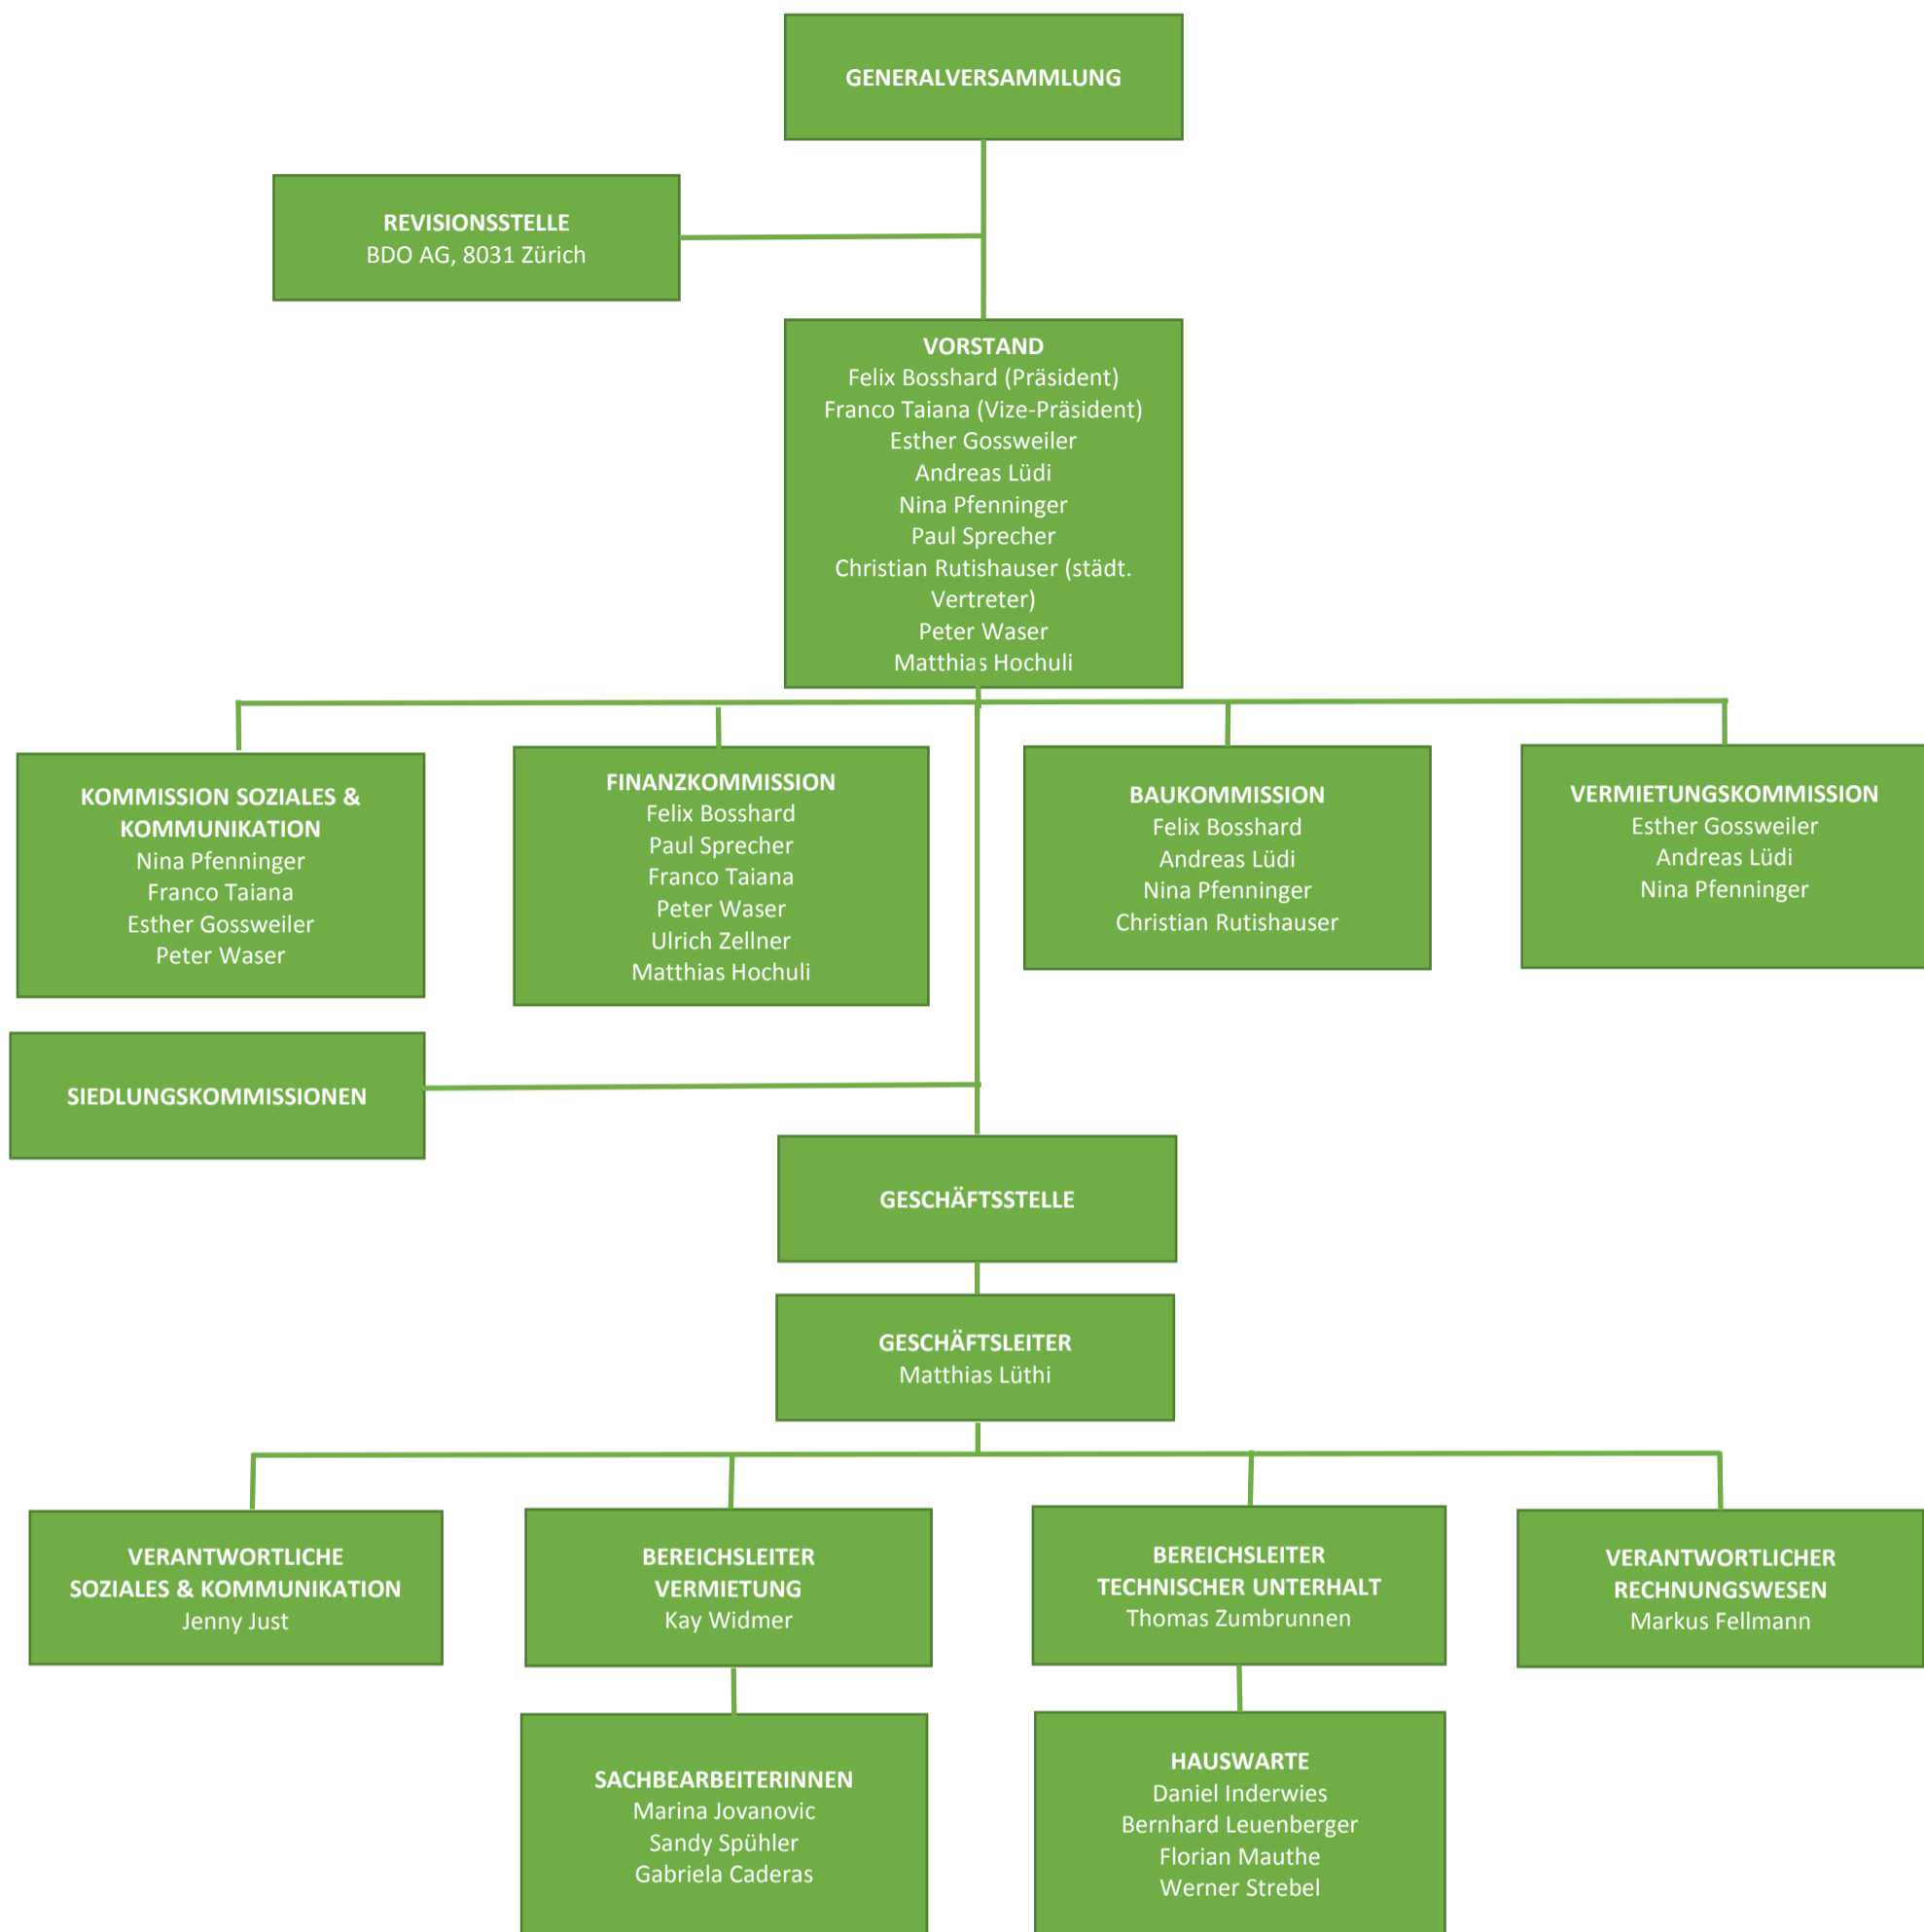 GENERALVERSAMMLUNG
REVISIONSSTELLE
BDO AG, 8031 Zürich
VORSTAND
Felix Bosshard (Präsident)
Franco Taiana (Vize-Präsident)
Esther Gossweiler
Andreas Lüdi
Nina Pfenninger
Paul Sprecher
Christian Rutishauser (städt.
Vertreter)
Peter Waser
Matthias Hochuli
KOMMISSION SOZIALES &
KOMMUNIKATION
Nina Pfenninger
Franco Taiana
Esther Gossweiler
Peter Waser
FINANZKOMMISSION
Felix Bosshard
Paul Sprecher
Franco Taiana
Peter Waser
Ulrich Zellner
Matthias Hochuli
BAUKOMMISSION
Felix Bosshard
Andreas Lüdi
Nina Pfenninger
Christian Rutishauser
VERMIETUNGSKOMMISSION
Esther Gossweiler
Andreas Lüdi
Nina Pfenninger
SIEDLUNGSKOMMISSIONEN
GESCHÄFTSSTELLE
GESCHÄFTSLEITER
Matthias Lüthi
VERANTWORTLICHE
SOZIALES & KOMMUNIKATION
Jenny Just
BEREICHSLEITER
VERMIETUNG
Kay Widmer
BEREICHSLEITER
TECHNISCHER UNTERHALT
Thomas Zumbrunnen
VERANTWORTLICHER
RECHNUNGSWESEN
Markus Fellmann
SACHBEARBEITERINNEN
Marina Jovanovic
Sandy Spühler
Gabriela Caderas
HAUSWARTE
Daniel Inderwies
Bernhard Leuenberger
Florian Mauthe
Werner Strebel